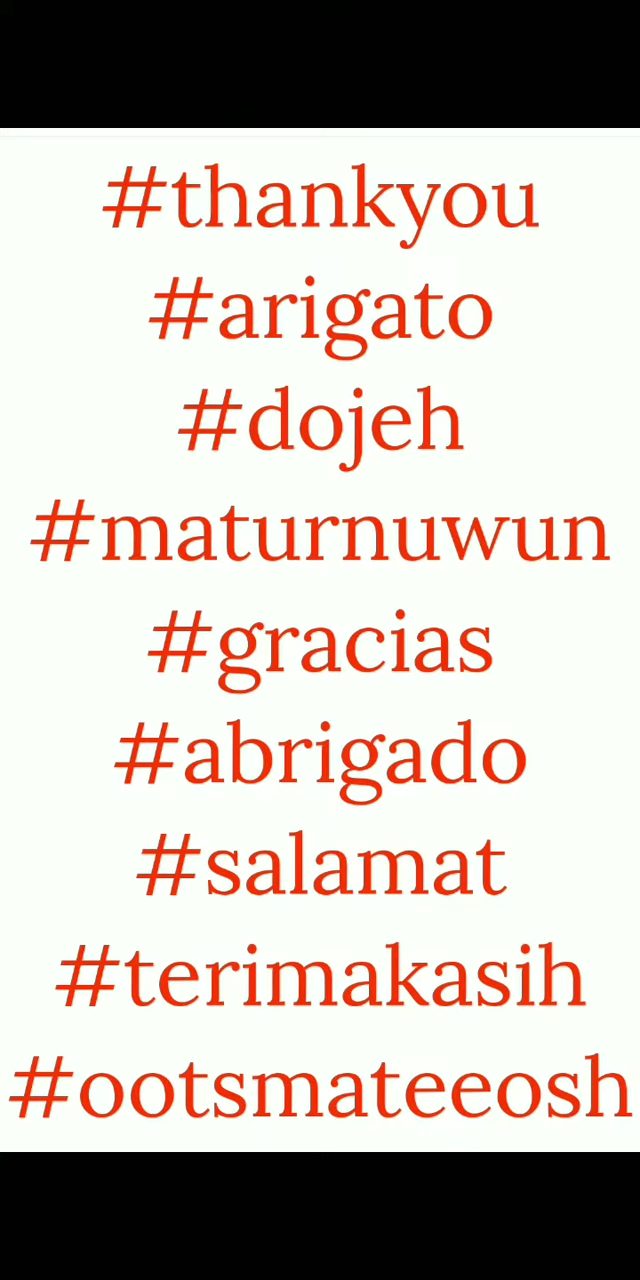 #thankyou
#arigato
#dojeh
#maturnuwun
#gracias
#abrigado
#salamat
#terimakasih
#ootsmateeosh